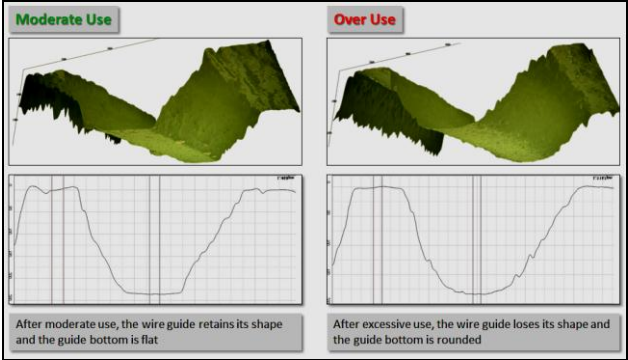 Moderate Use
Over Use
After moderate use, the wire guide retains its shape
and the guide bottom is flat
After excessive use, the wire guide loses its shape and
the guide bottom is rounded